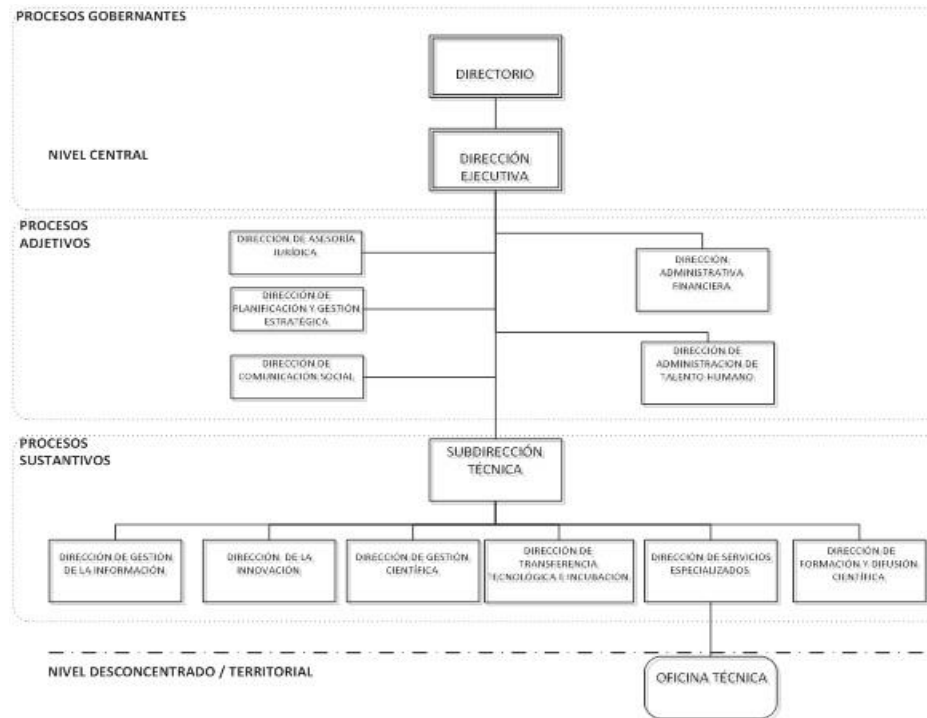 PROCESOS GOBERNANTES
DIRECTORIO
NIVEL CENTRAL
DIRECCIÓN
EJECUTIVA
PROCESOS
ADJETIVOS
DIRECCIÓN DE ASESORÍA
JURÍDICA
DIRECCIÓN
ADMINISTRATIVA
FINANCIERA
DIRECCIÓN DE
PLANIFICACIÓN Y GESTIÓN
ESTRATÉGICA
DIRECCIÓN DE
COMUNICACIÓN SOCIAL
DIRECCIÓN DE
ADMINISTRACION DE
TALENTO HUMANO
PROCESOS
SUSTANTIVOS
SUBDIRECCIÓN
TÉCNICA
DIRECCIÓN DE GESTIÓN
DE LA INFORMACIÓN
DIRECCIÓN DE LA
INNOVACIÓN
DIRECCIÓN DE GESTIÓN
CIENTÍFICA
DIRECCIÓN DE
TRANSFERENCIA
TECNOLÓGICA E INCUBACIÓN
DIRECCIÓN DE SERVICIOS
ESPECIALIZADOS
DIRECCIÓN DE
FORMACIÓN Y DIFUSIÓN
CIENTÍFICA
NIVEL DESCONCENTRADO / TERRITORIAL
OFICINA TÉCNICA